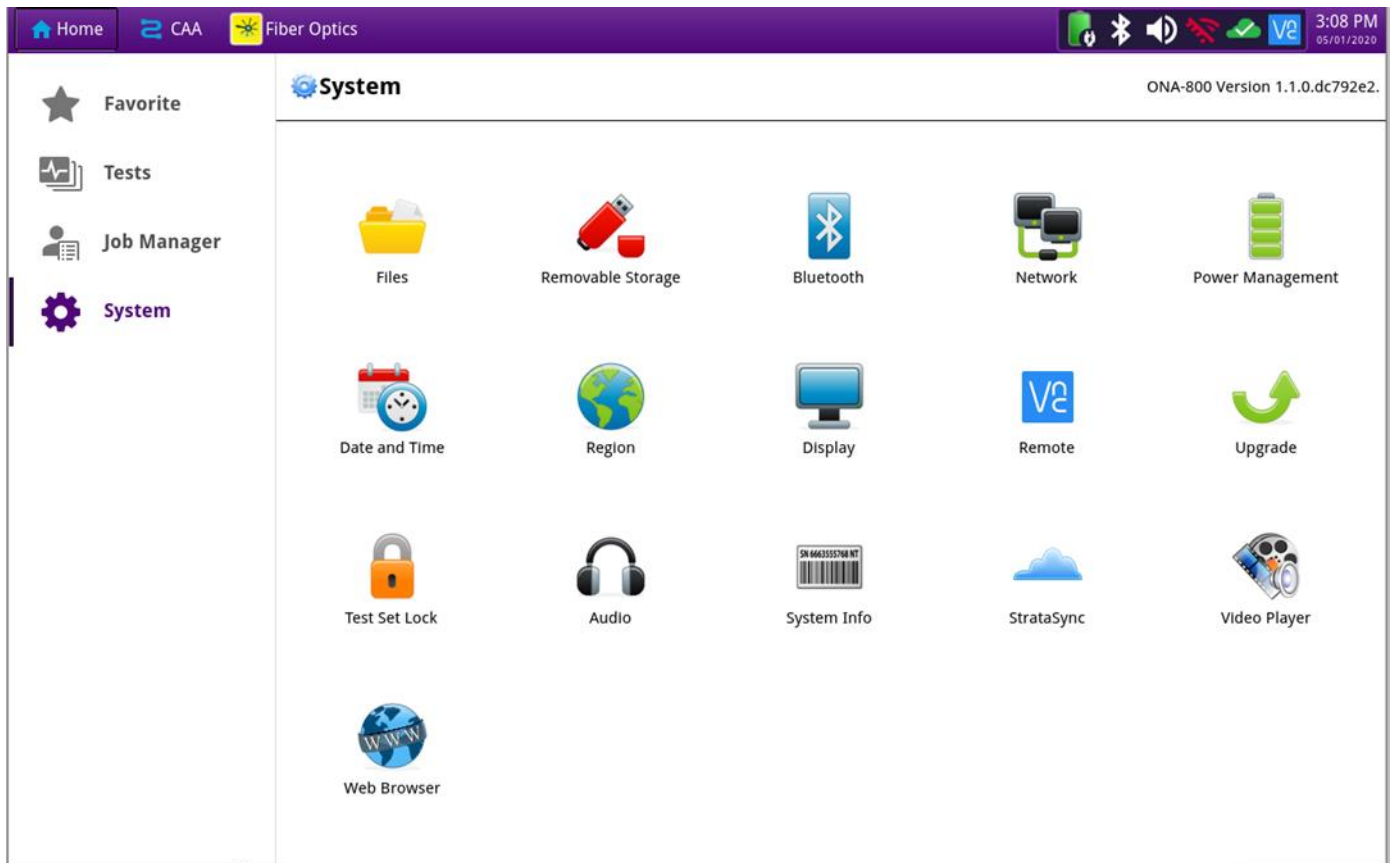 Home CAA Fiber Optics 3:08 PM
05/01/2020
Favorite
Tests
Job Manager
System
System ONA-800 Version 1.1.0.dc792e2.
Files Removable Storage Bluetooth Network Power Management
V2
Date and Time Region Display Remote Upgrade
SN 6663555768 NT
Test Set Lock Audio System Info StrataSync Video Player
WWW
Web Browser